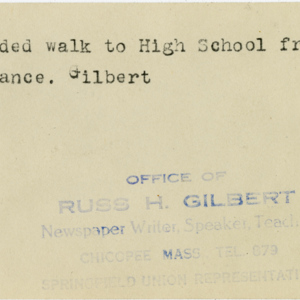 ded walk to High School fr
ance. Gilbert
OFFICE OF
RUSS H. GILBERT
Newspaper Writer, Speaker, Teach
CHICOPEE MASS. TEL. 679
SPRINGFIELD UNION REPRESENTATI